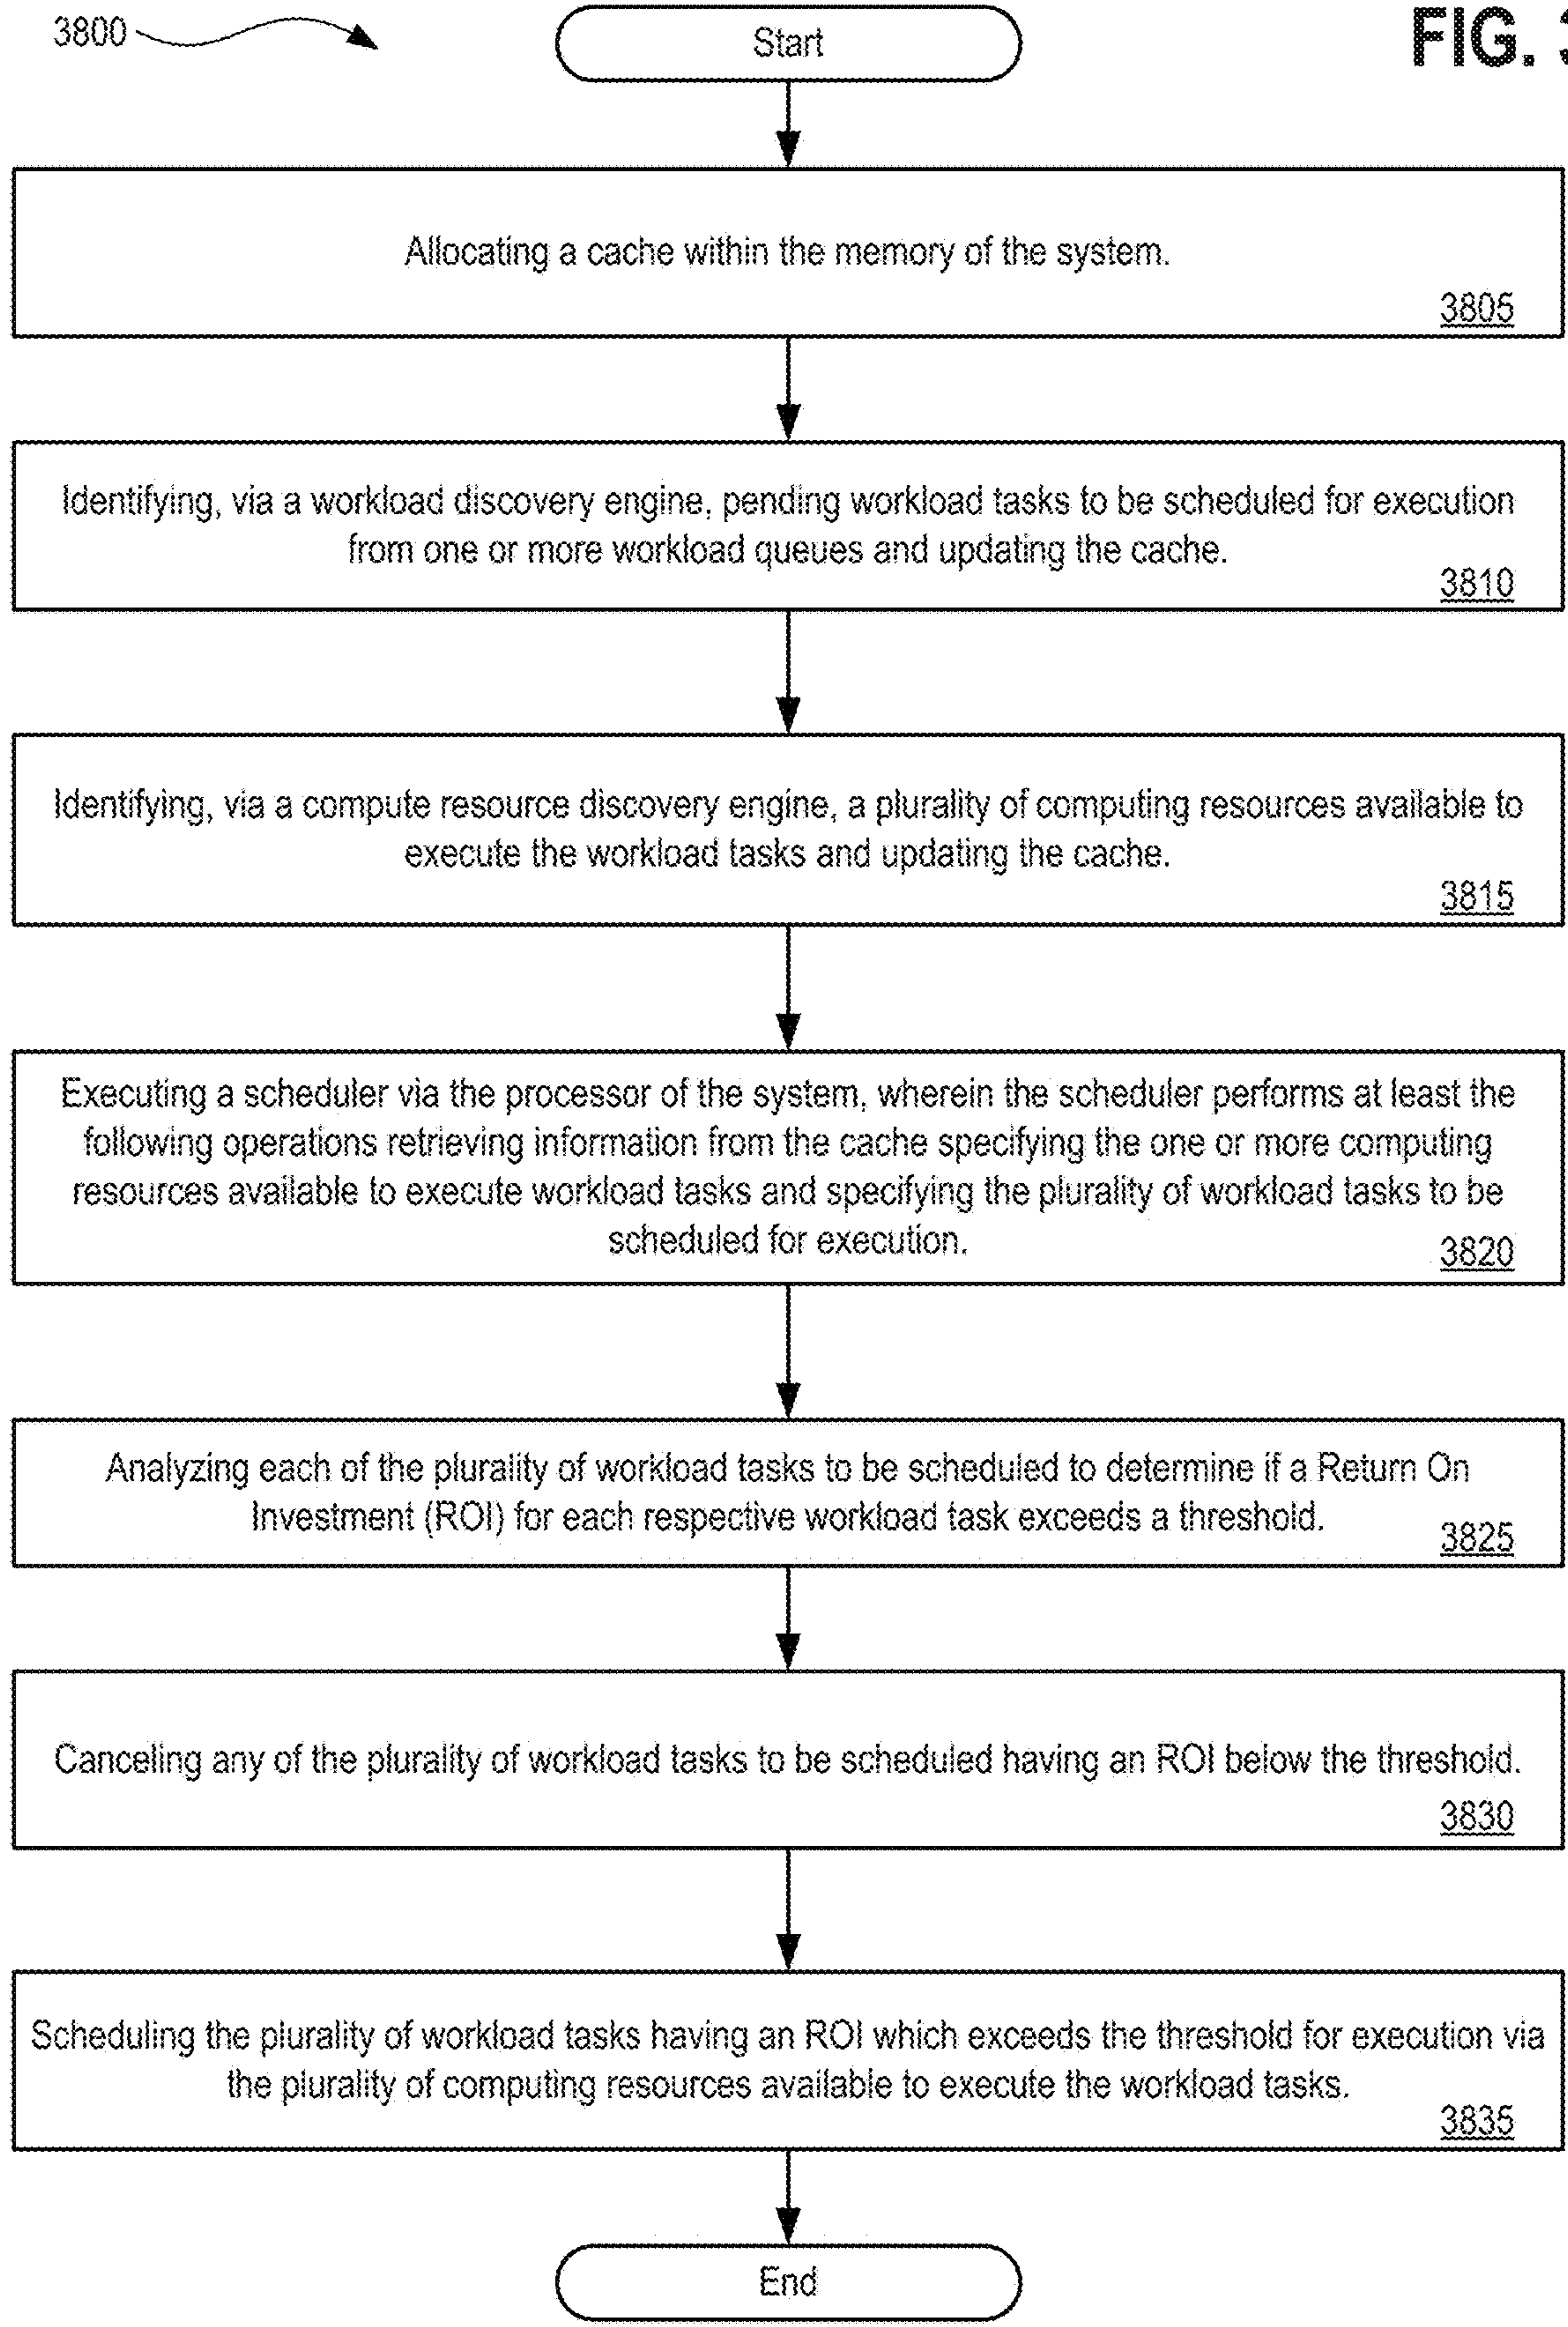 3800
Start
FIG.
Allocating a cache within the memory of the system.
3805
Identifying, via a workload discovery engine, pending workload tasks to be scheduled for execution
from one or more workload queues and updating the cache.
3810
Identifying, via a compute resource discovery engine, a plurality of computing resources available to
execute the workload tasks and updating the cache.
3815
Executing a scheduler via the processor of the system, wherein the scheduler performs at least the
following operations retrieving information from the cache specifying the one or more computing
resources available to execute workload tasks and specifying the plurality of workload tasks to be
scheduled for execution.
3820
Analyzing each of the plurality of workload tasks to be scheduled to determine if a Return On
Investment (ROI) for each respective workload task exceeds a threshold.
3825
Canceling any of the plurality of workload tasks to be scheduled having an ROI below the threshold.
3830
Scheduling the plurality of workload tasks having an ROI which exceeds the threshold for execution via
the plurality of computing resources available to execute the workload tasks.
3835
End